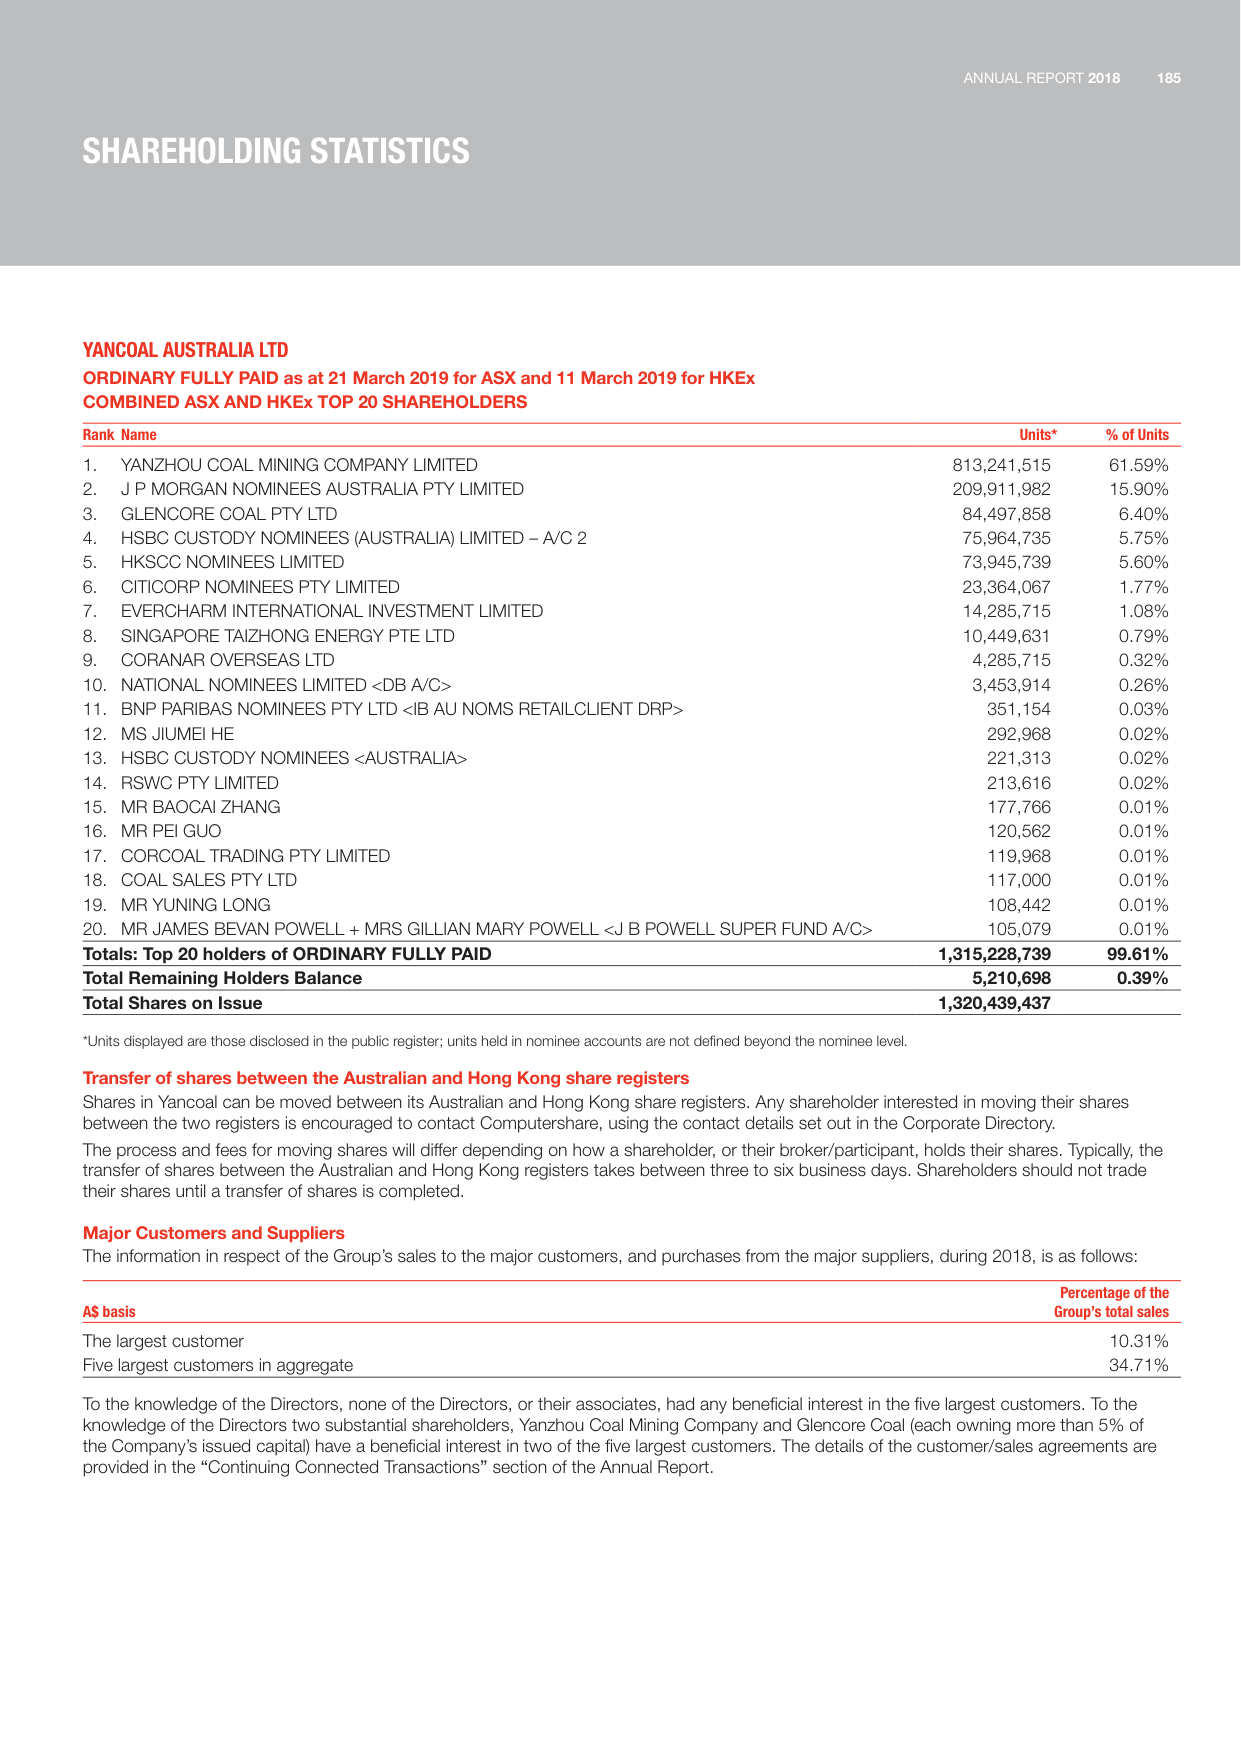 ANNUAL REPORT 2018 185
SHAREHOLDING STATISTICS
YANCOAL AUSTRALIA LTD
ORDINARY FULLY PAID as at 21 March 2019 for ASX and 11 March 2019 for HKEx
COMBINED ASX AND HKEx TOP 20 SHAREHOLDERS
Rank Name Units* % of Units
1. YANZHOU COAL MINING COMPANY LIMITED 813,241,515 61.59%
2. J P MORGAN NOMINEES AUSTRALIA PTY LIMITED 209,911,982 15.90%
3. GLENCORE COAL PTY LTD 84,497,858 6.40%
4. HSBC CUSTODY NOMINEES (AUSTRALIA) LIMITED – A/C 2 75,964,735 5.75%
5. HKSCC NOMINEES LIMITED 73,945,739 5.60%
6. CITICORP NOMINEES PTY LIMITED 23,364,067 1.77%
7. EVERCHARM INTERNATIONAL INVESTMENT LIMITED 14,285,715 1.08%
8. SINGAPORE TAIZHONG ENERGY PTE LTD 10,449,631 0.79%
9. CORANAR OVERSEAS LTD 4,285,715 0.32%
10. NATIONAL NOMINEES LIMITED <DB A/C> 3,453,914 0.26%
11. BNP PARIBAS NOMINEES PTY LTD <IB AU NOMS RETAILCLIENT DRP> 351,154 0.03%
12. MS JIUMEI HE 292,968 0.02%
13. HSBC CUSTODY NOMINEES <AUSTRALIA> 221,313 0.02%
14. RSWC PTY LIMITED 213,616 0.02%
15. MR BAOCAI ZHANG 177,766 0.01%
16. MR PEI GUO 120,562 0.01%
17. CORCOAL TRADING PTY LIMITED 119,968 0.01%
18. COAL SALES PTY LTD 117,000 0.01%
19. MR YUNING LONG 108,442 0.01%
20. MR JAMES BEVAN POWELL + MRS GILLIAN MARY POWELL <J B POWELL SUPER FUND A/C> 105,079 0.01%
Totals: Top 20 holders of ORDINARY FULLY PAID 1,315,228,739 99.61%
Total Remaining Holders Balance 5,210,698 0.39%
Total Shares on Issue 1,320,439,437
*Units displayed are those disclosed in the public register; units held in nominee accounts are not defined beyond the nominee level.
Transfer of shares between the Australian and Hong Kong share registers
Shares in Yancoal can be moved between its Australian and Hong Kong share registers. Any shareholder interested in moving their shares
between the two registers is encouraged to contact Computershare, using the contact details set out in the Corporate Directory.
The process and fees for moving shares will differ depending on how a shareholder, or their broker/participant, holds their shares. Typically, the
transfer of shares between the Australian and Hong Kong registers takes between three to six business days. Shareholders should not trade
their shares until a transfer of shares is completed.
Major Customers and Suppliers
The information in respect of the Group's sales to the major customers, and purchases from the major suppliers, during 2018, is as follows:
Percentage of the
A$ basis Group's total sales
The largest customer 10.31%
Five largest customers in aggregate 34.71%
To the knowledge of the Directors, none of the Directors, or their associates, had any beneficial interest in the five largest customers. To the
knowledge of the Directors two substantial shareholders, Yanzhou Coal Mining Company and Glencore Coal (each owning more than 5% of
the Company's issued capital) have a beneficial interest in two of the five largest customers. The details of the customer/sales agreements are
provided in the “Continuing Connected Transactions” section of the Annual Report.